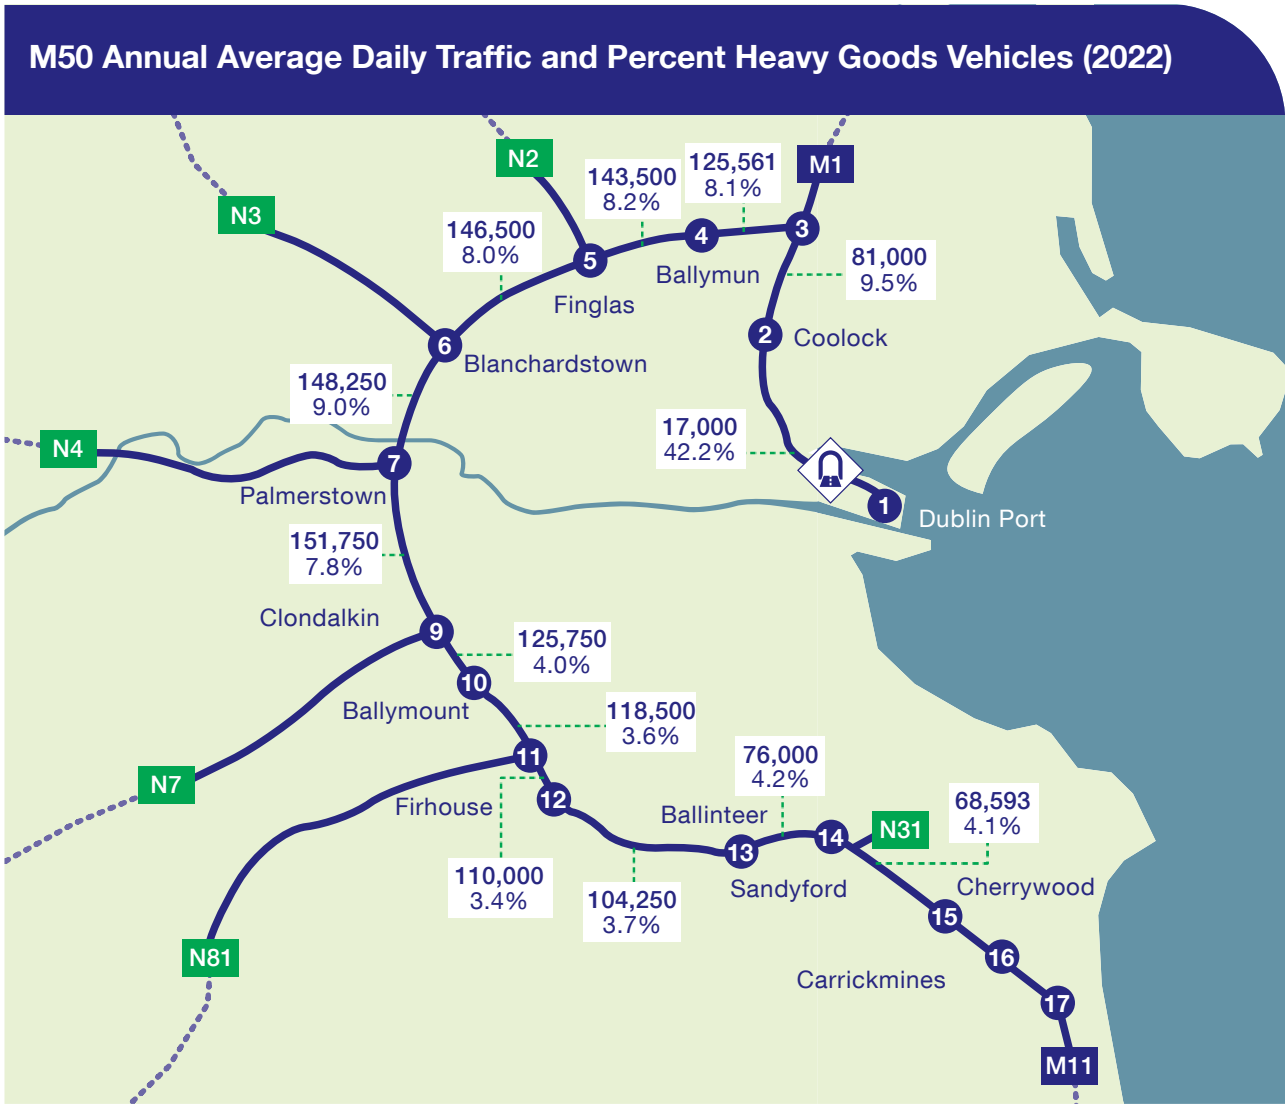 M50 Annual Average Daily Traffic and Percent Heavy Goods Vehicles (2022)
N2
M1
143,500
8.2%
125,561
8.1%
N3
146,500
8.0%
3
4
5
Ballymun
81,000
9.5%
Finglas
2
Coolock
6
Blanchardstown
148,250
9.0%
17,000
42.2%
N4
7
Palmerstown
1
Dublin Port
151,750
7.8%
Clondalkin
9
125,750
4.0%
10
Ballymount
118,500
3.6%
11
N7
76,000
4.2%
12
Firhouse
Ballinteer
68,593
4.1%
N31
14
13
110,000
3.4%
104,250
3.7%
Sandyford
Cherrywood
15
N81
16
Carrickmines
17
M11